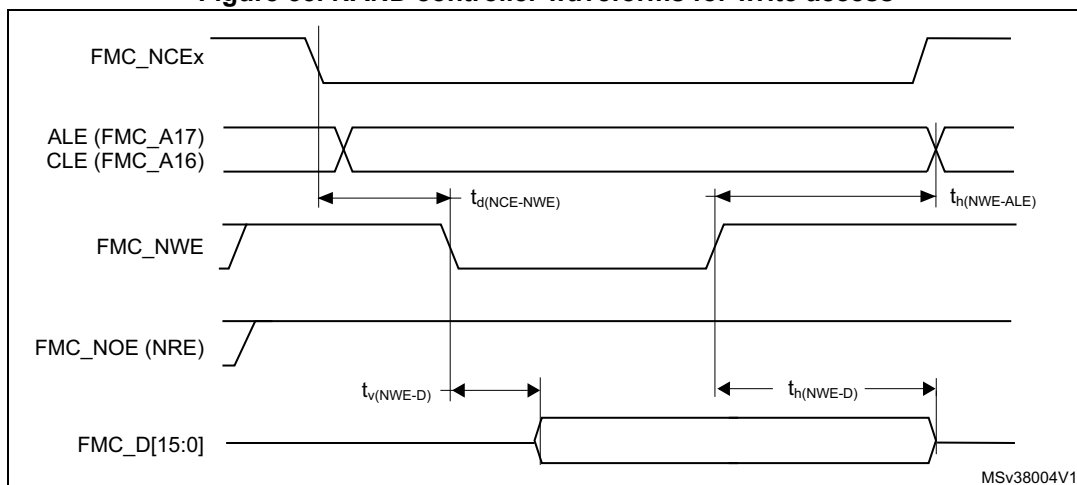 FMC_NCEx
ALE (FMC_A17)
CLE (FMC_A16)
td(NCE-NWE)
th(NWE-ALE)
FMC_NWE
FMC_NOE (NRE)
tv(NWE-D)
th(NWE-D)
FMC_D[15:0]
MSv38004V1